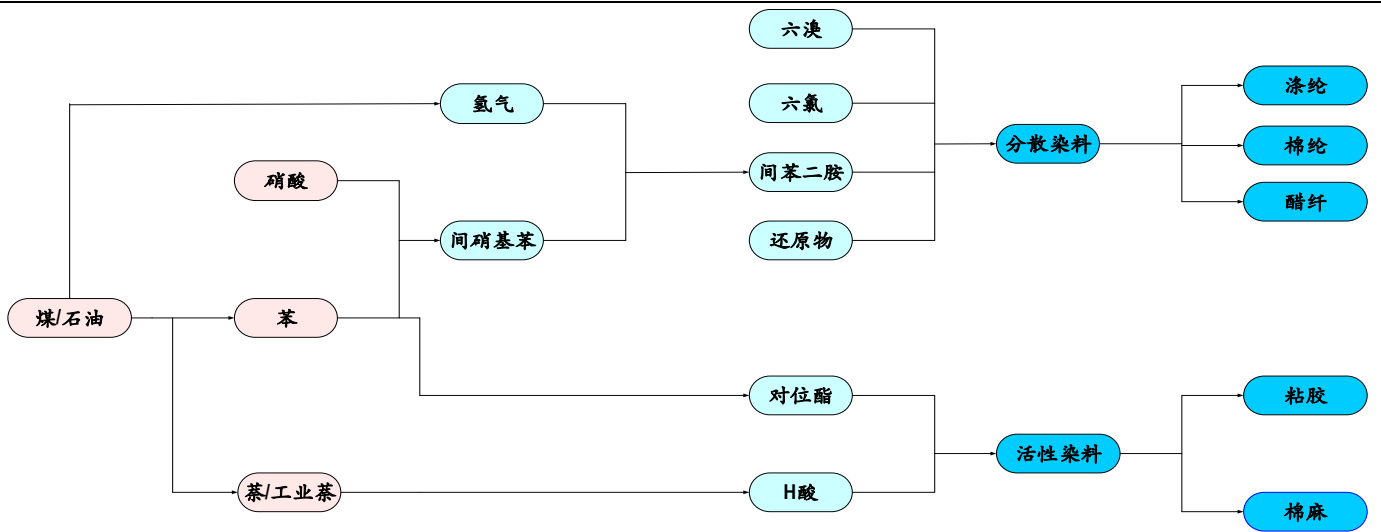 六溴
涤纶
氢气
六氯
分散染料
棉纶
硝酸
间苯二胺
醋纤
间硝基苯
还原物
煤/石油
苯
对位酯
粘胶
活性染料
萘/工业萘
H酸
棉麻